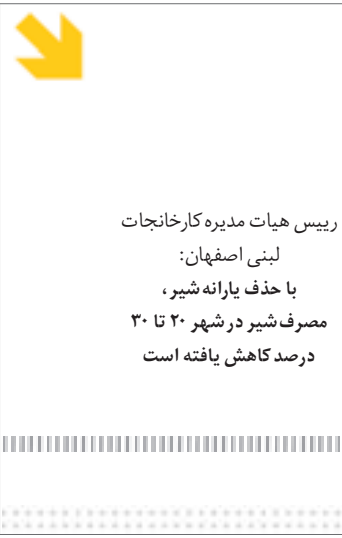 رییس هیات مدیره کارخانجات
لبنی اصفهان:
با حذف یارانه شیر،
مصرف شیر در شهر ۲۰ تا ۳۰
درصد کاهش یافته است